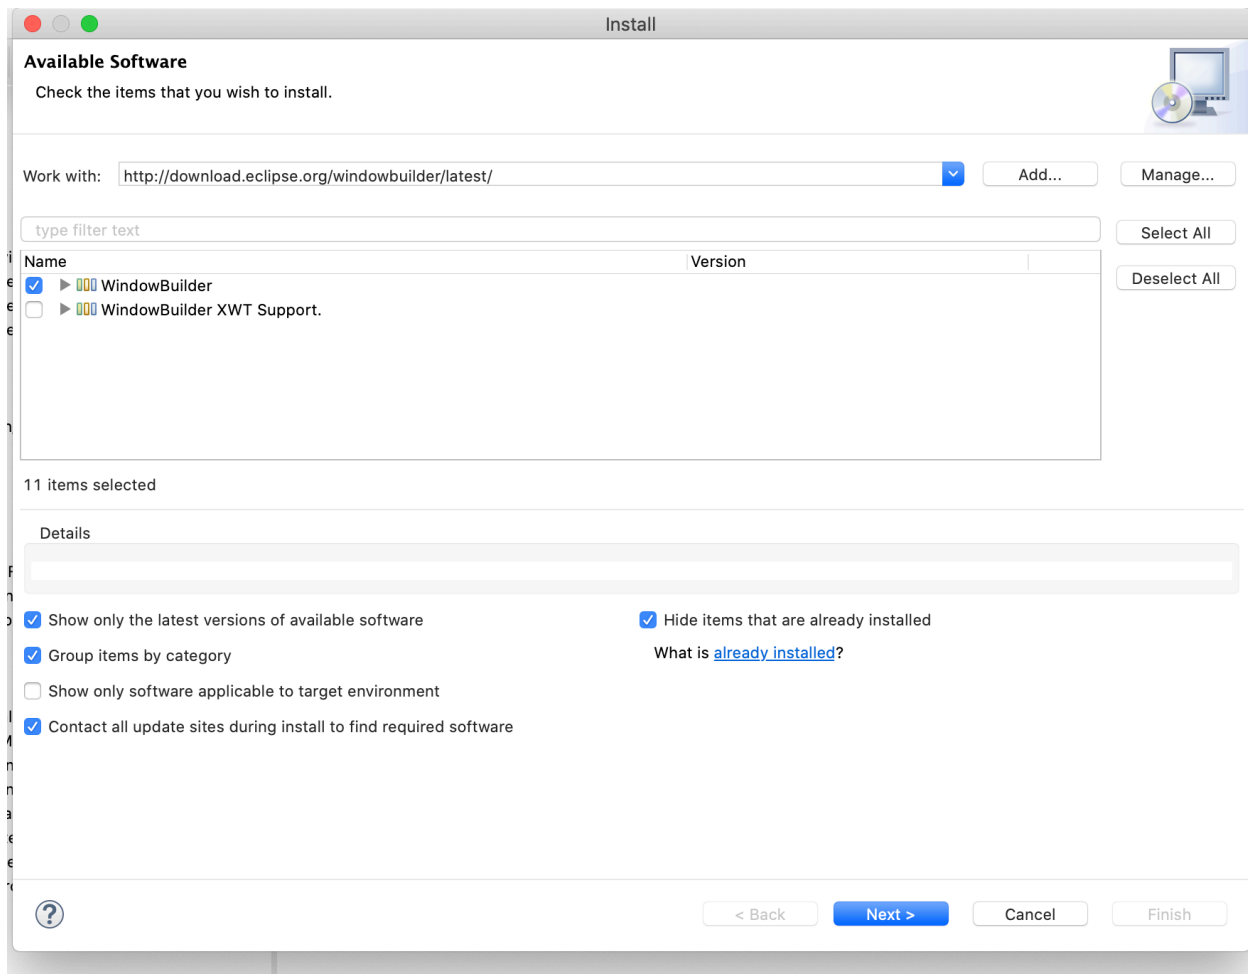 Install
Available Software
Check the items that you wish to install.
Work with: http://download.eclipse.org/windowbuilder/latest/ Add... Manage...
type filter text Select All
Name Version
Deselect All
WindowBuilder
WindowBuilder XWT Support.
11 items selected
Details
Show only the latest versions of available software Hide items that are already installed
Group items by category What is already installed?
Show only software applicable to target environment
Contact all update sites during install to find required software
? < Back Next > Cancel Finish